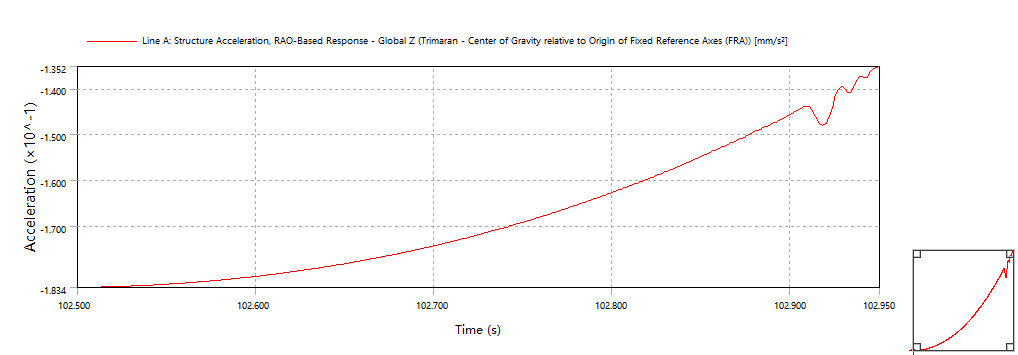 Line A: Structure Acceleration, RAO-Based Response - Global Z (Trimaran - Center of Gravity relative to Origin of Fixed Reference Axes (FRA)) [mm/s²]
Acceleration (×10^-1)
-1.352
-1.400
-1.500
-1.600
-1.700
-1.834
102.500 102.600 102.700 102.800 102.900 102.950
Time (s)